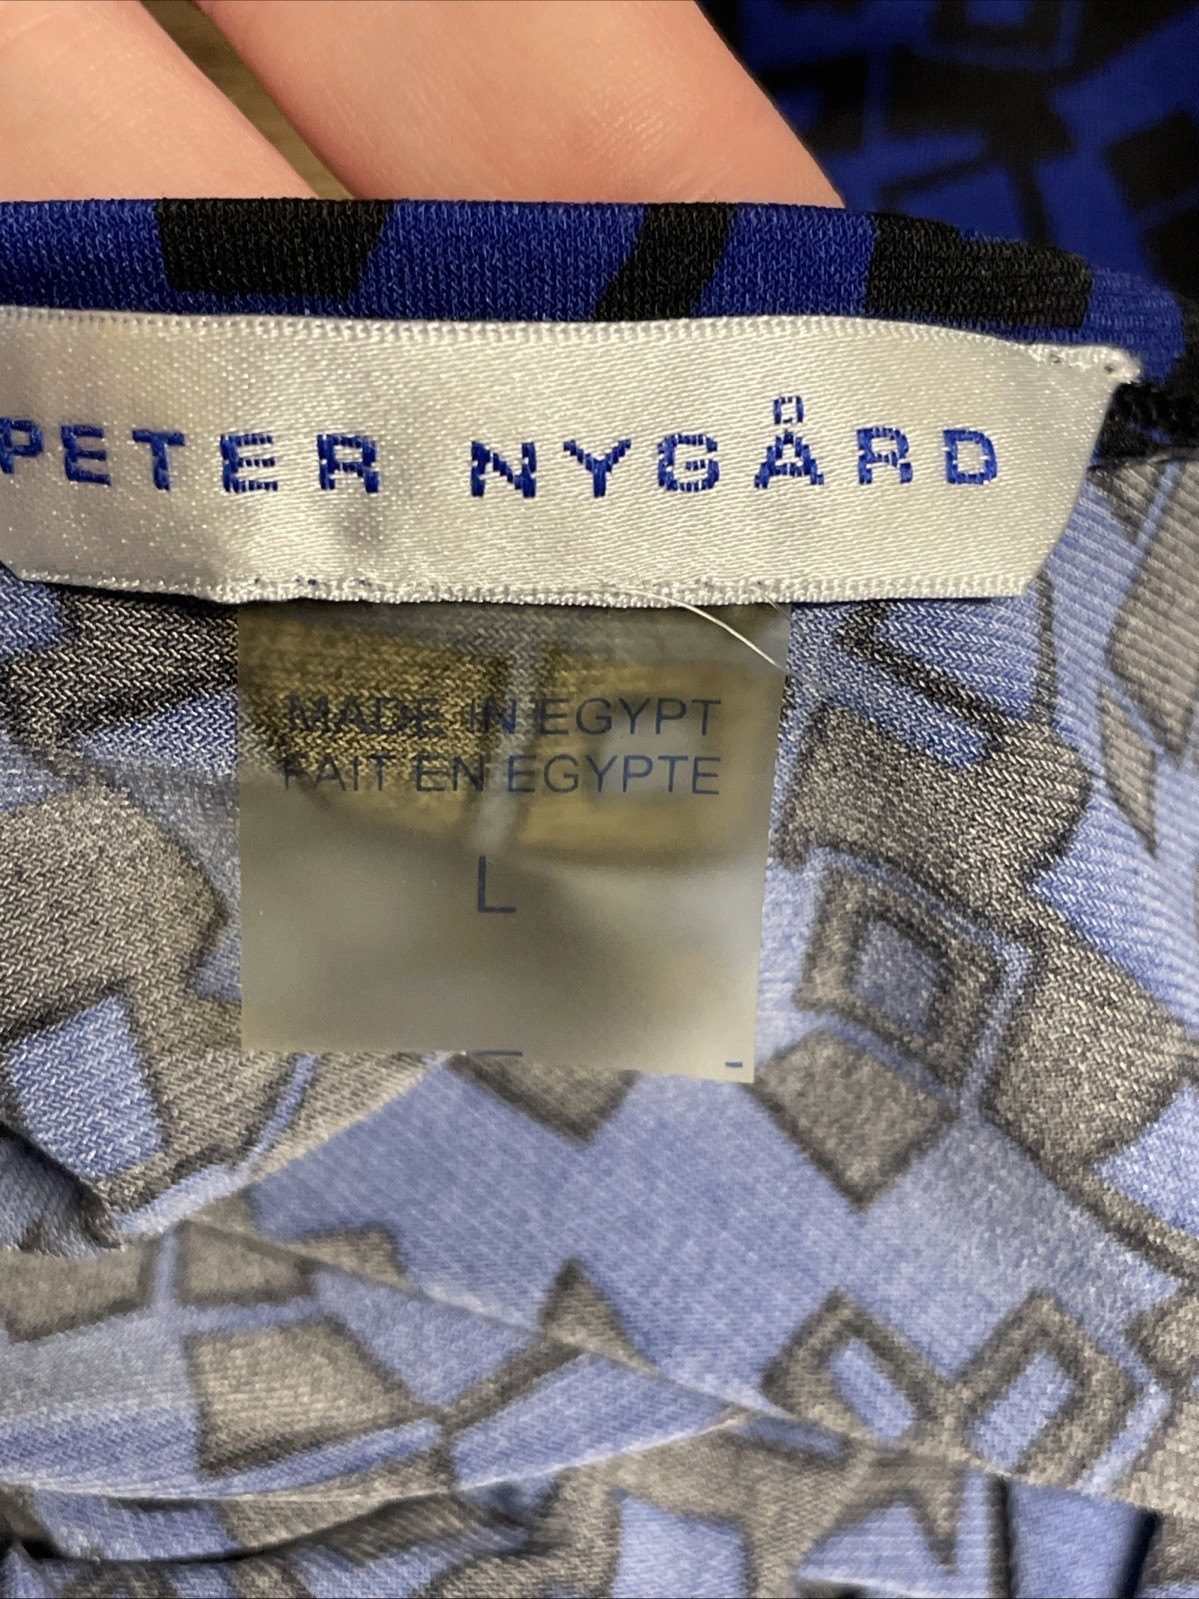 PETER NYGÅRD
MADE IN EGYPT
FAIT EN EGYPTE
L